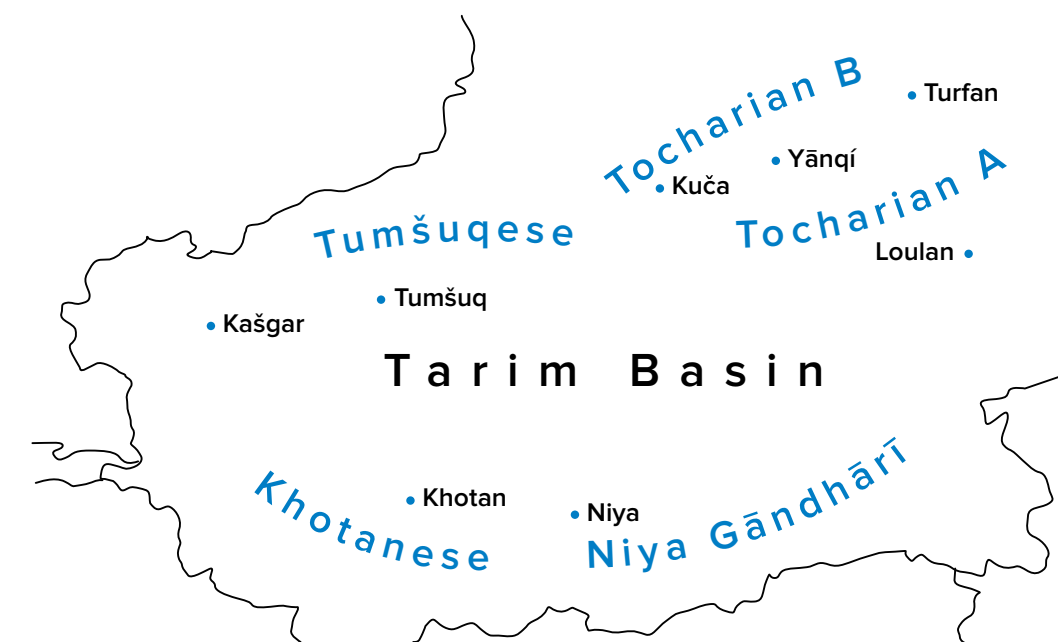 Tocharian B
Turfan
Yānqí
Kuča
Tocharian A
Tumšuqese
Loulan
Tumšuq
Kašgar
Tarim Basin
Khotanese
Khotan
Niya
Niya Gāndhārī